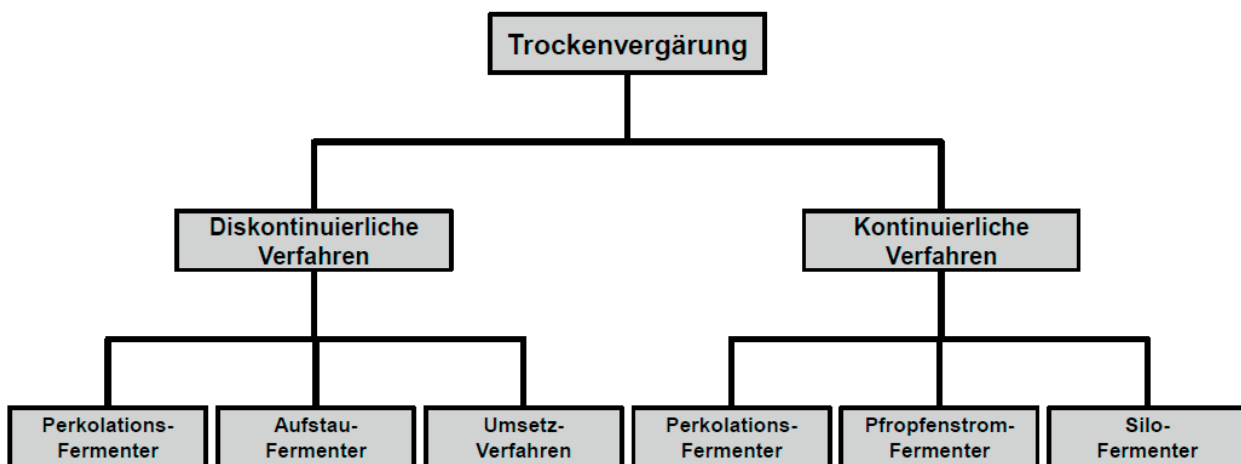 Trockenvergärung
Diskontinuierliche
Verfahren
Kontinuierliche
Verfahren
Perkolations-
Fermenter
Aufstau-
Fermenter
Umsetz-
Verfahren
Perkolations-
Fermenter
Pfropfenstrom-
Fermenter
Silo-
Fermenter